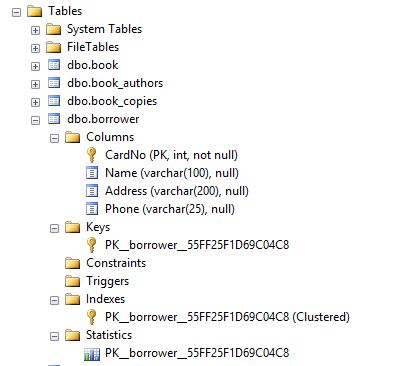 Tables
System Tables
FileTables
dbo.book
dbo.book_authors
dbo.book_copies
dbo.borrower
Columns
CardNo (PK, int, not null)
Name (varchar(100), null)
Address (varchar(200), null)
Phone (varchar(25), null)
Keys
PK__borrower__55FF25F1D69C04C8
Constraints
Triggers
Indexes
PK__borrower__55FF25F1D69C04C8 (Clustered)
Statistics
PK__borrower__55FF25F1D69C04C8